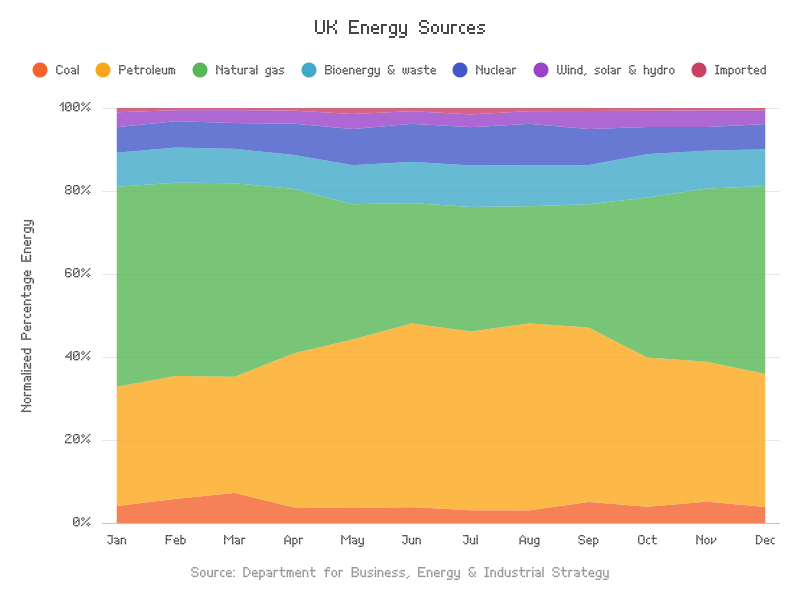 UK Energy Sources
Coal Petroleum Natural gas Bioenergy & waste Nuclear Wind, solar & hydro Imported
100%
80%
60%
40%
20%
0%
Normalized Percentage Energy
Jan Feb Mar Apr May Jun Jul Aug Sep Oct Nov Dec
Source: Department for Business, Energy & Industrial Strategy